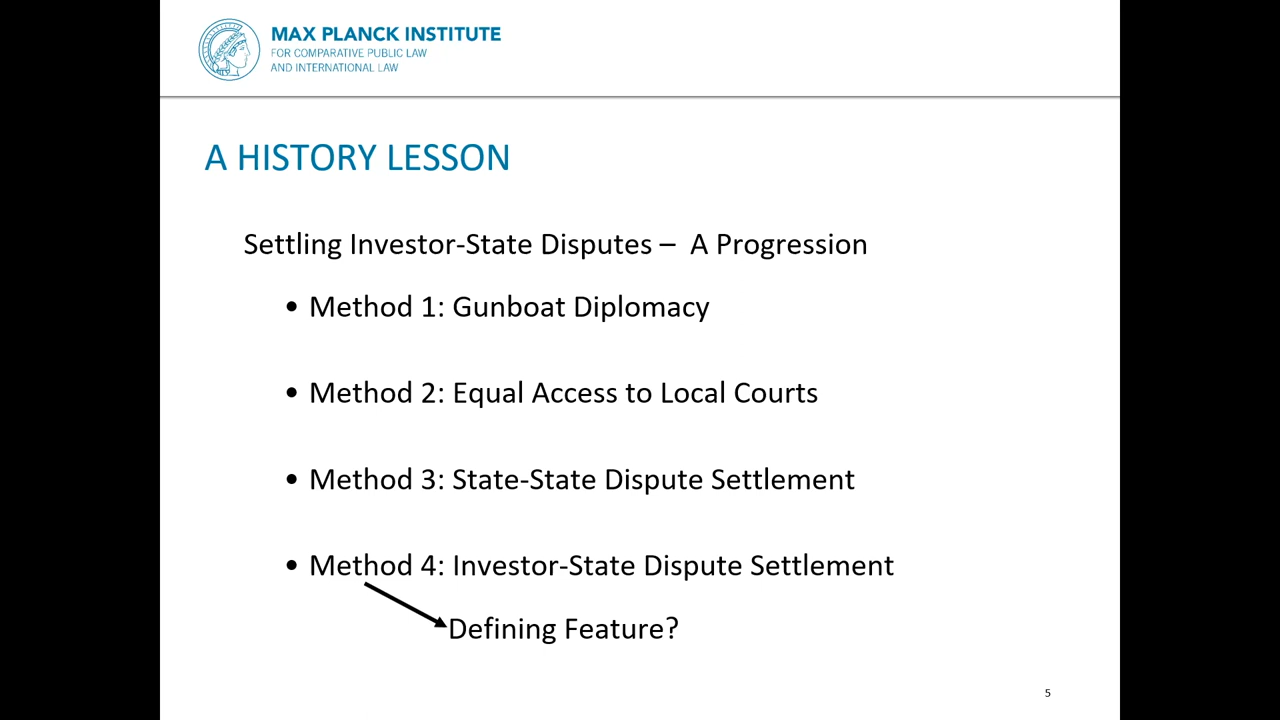 MAX PLANCK INSTITUTE
FOR COMPARATIVE PUBLIC LAW
AND INTERNATIONAL LAW
A HISTORY LESSON
Settling Investor-State Disputes – A Progression
• Method 1: Gunboat Diplomacy
• Method 2: Equal Access to Local Courts
• Method 3: State-State Dispute Settlement
• Method 4: Investor-State Dispute Settlement
Defining Feature?
5